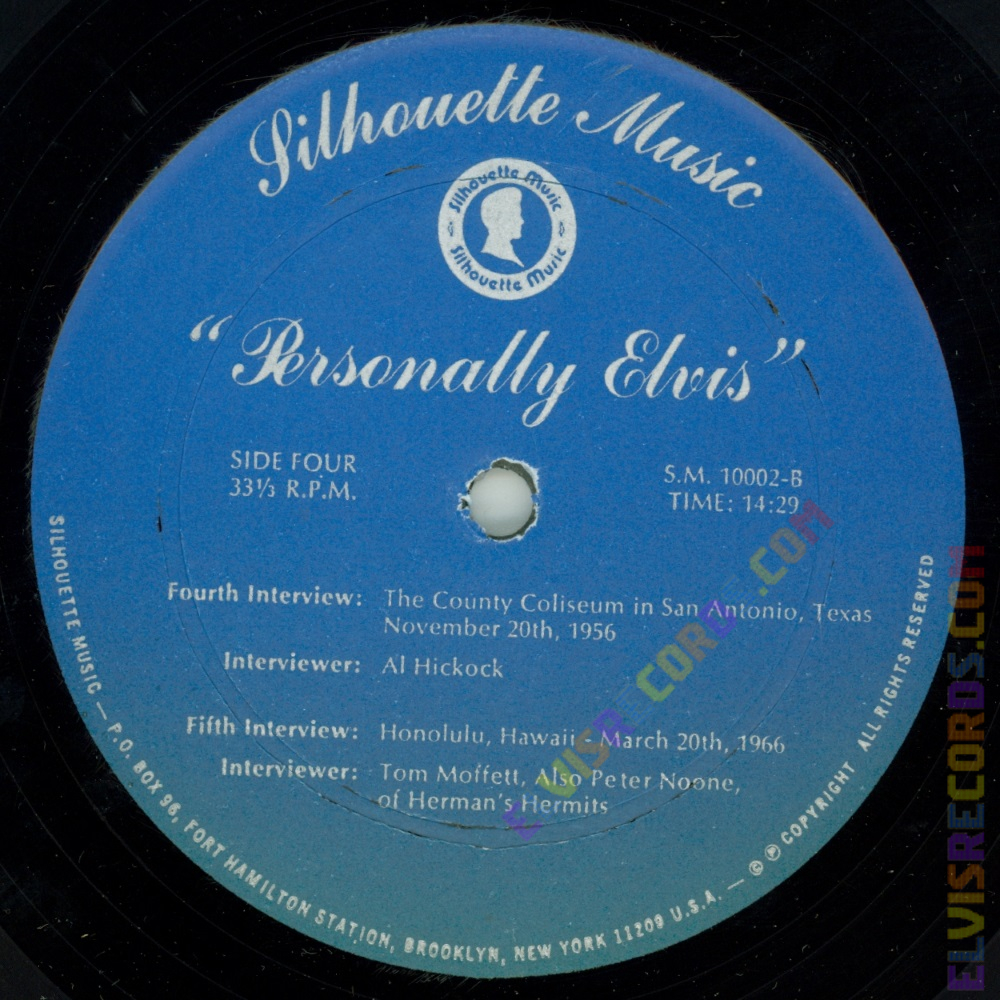 Silhouette Music
Silhouette Music
Silhouette Music
“Personally Elvis”
SIDE FOUR
33⅓ R.P.M.
S.M. 10002-B
TIME: 14:29
Fourth Interview: The County Coliseum in San Antonio, Texas
November 20th, 1956
Interviewer: Al Hickock
Fifth Interview: Honolulu, Hawaii - March 20th, 1966
Interviewer: Tom Moffett, Also Peter Noone,
of Herman's Hermits
SILHOUETTE MUSIC — P.O. BOX 96, FORT HAMILTON STATION, BROOKLYN, NEW YORK 11209 U.S.A. — © ℗ COPYRIGHT ALL RIGHTS RESERVED
ELVISRECORDS.COM
ELVISRECORDS.COM